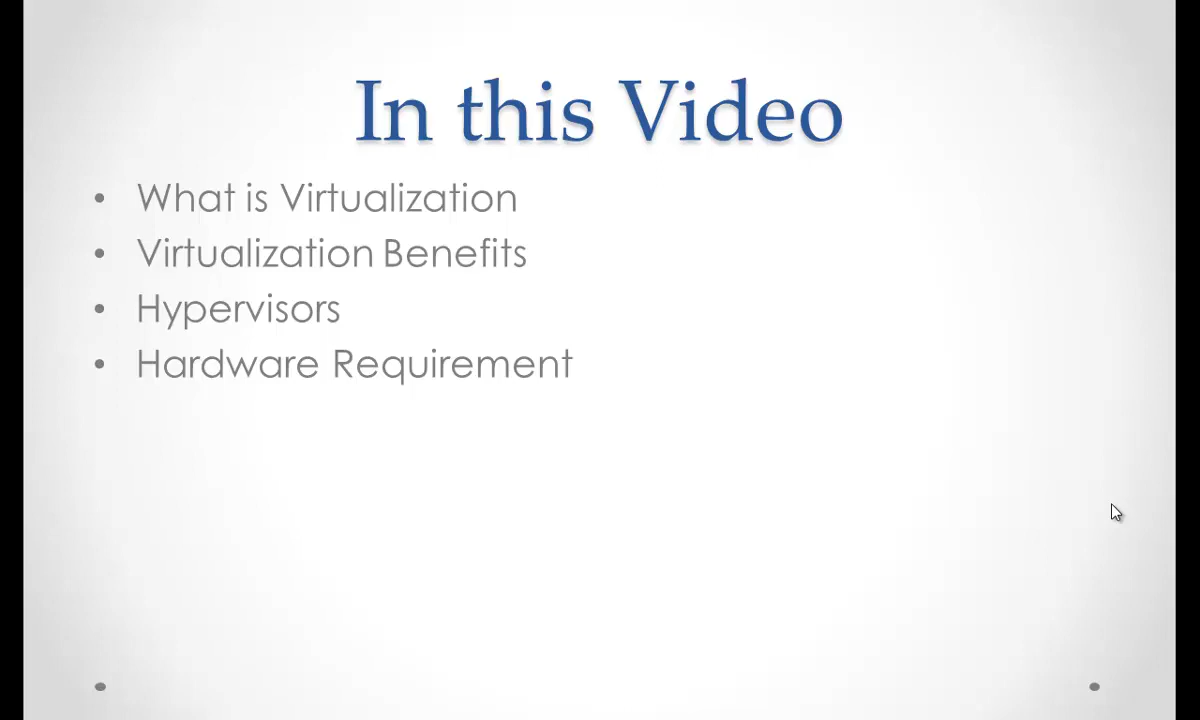 In this Video
• What is Virtualization
• Virtualization Benefits
• Hypervisors
• Hardware Requirement